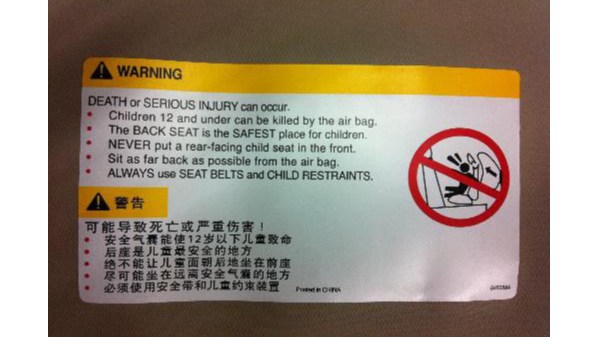 WARNING
DEATH or SERIOUS INJURY can occur.
• Children 12 and under can be killed by the air bag.
• The BACK SEAT is the SAFEST place for children.
• NEVER put a rear-facing child seat in the front.
• Sit as far back as possible from the air bag.
• ALWAYS use SEAT BELTS and CHILD RESTRAINTS.
警告
可能导致死亡或严重伤害！
• 安全气囊能使12岁以下儿童致命
• 后座是儿童最安全的地方
• 绝不能让儿童面朝后地坐在前座
• 尽可能坐在远离安全气囊的地方
• 必须使用安全带和儿童约束装置
Printed in CHINA